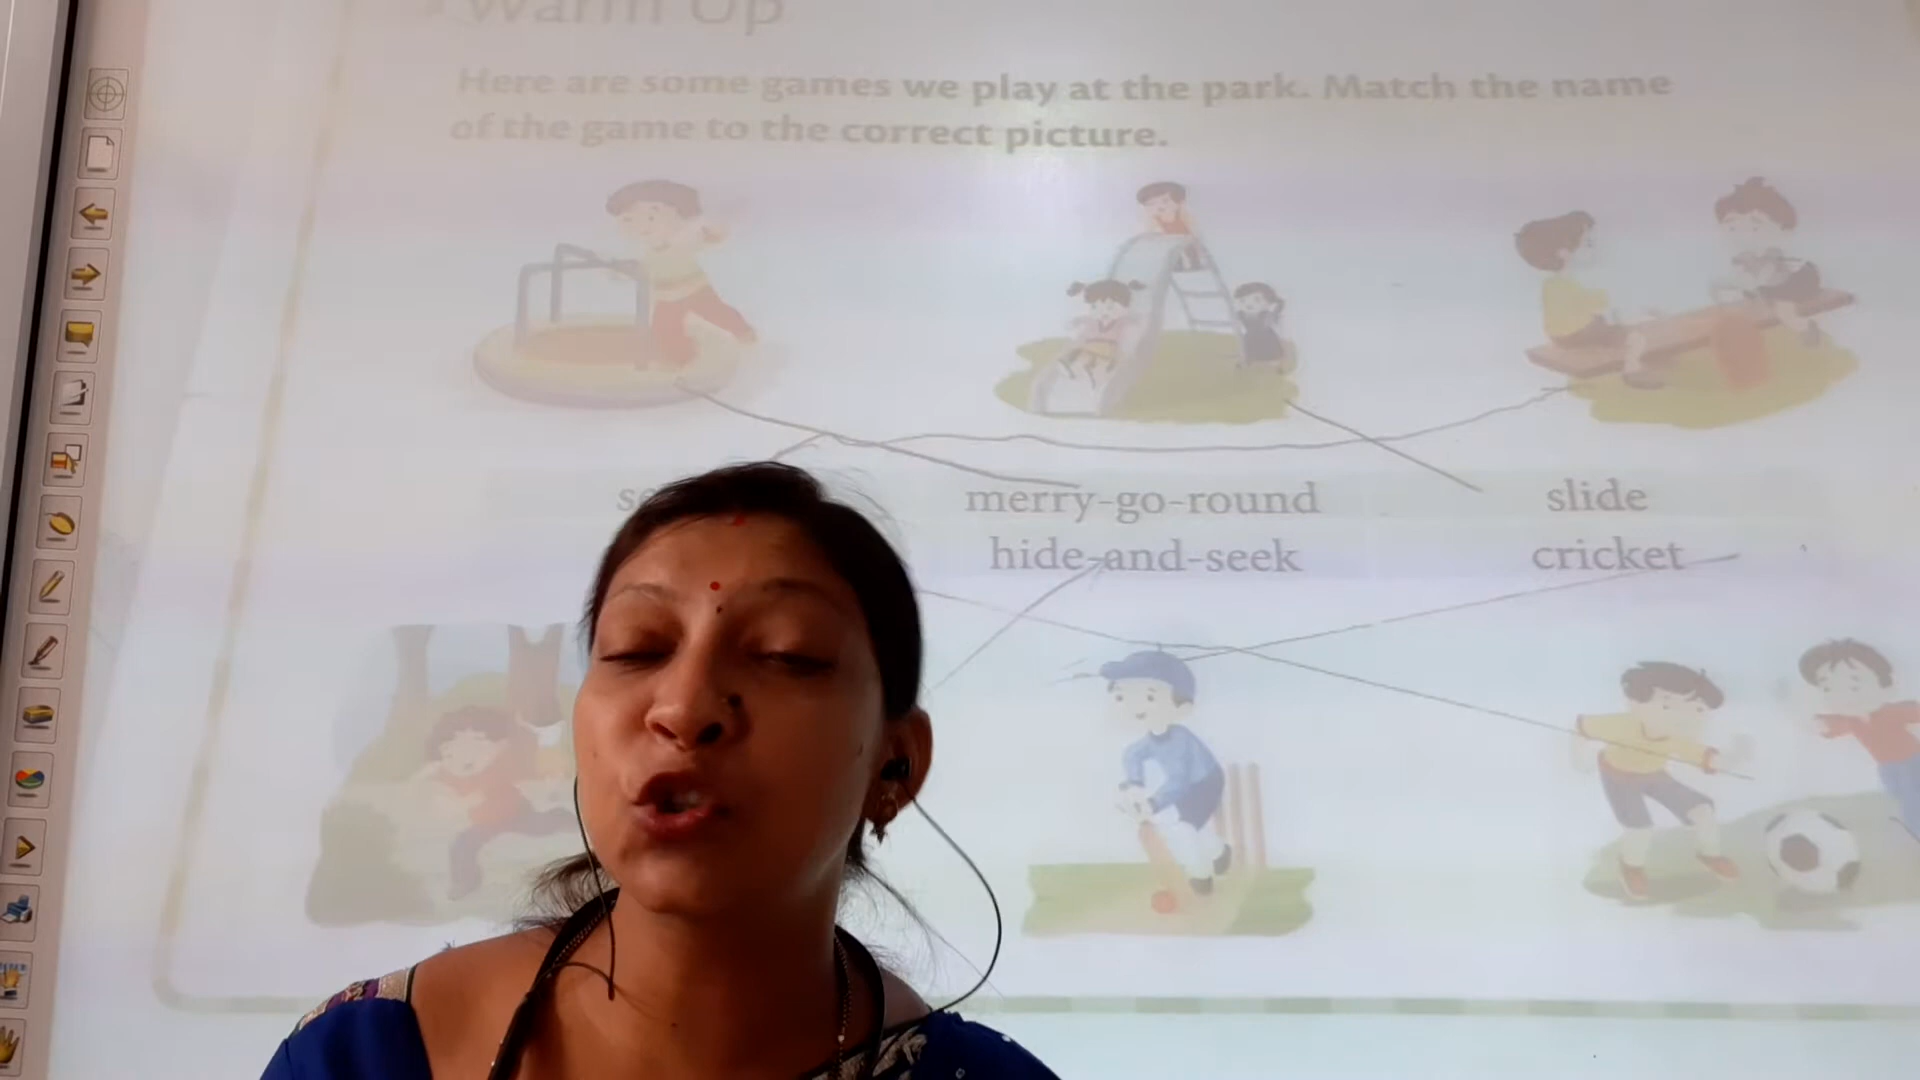 Warm Up
Here are some games we play at the park. Match the name
of the game to the correct picture.
merry-go-round slide
hide-and-seek cricket